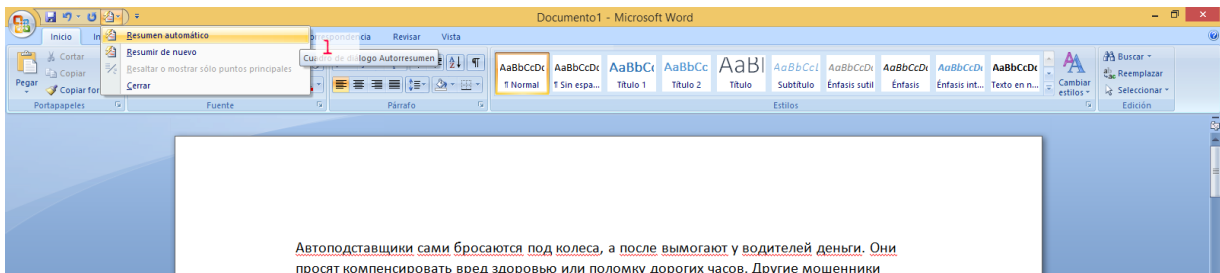 Documento1 - Microsoft Word
Inicio
In
Resumen automático
Resumir de nuevo
Resaltar o mostrar sólo puntos principales
Cerrar
Revisar
Vista
1
Cuadro de diálogo Autorresumen
Pegar
Cortar
Copiar
Copiar for
Portapapeles
Fuente
Párrafo
AaBbCcDc
¶ Normal
AaBbCcDc
¶ Sin espa...
AaBbC
Título 1
AaBbCc
Título 2
AaB
Título
AaBbCcL
Subtítulo
AaBbCcDc
Énfasis sutil
AaBbCcDc
Énfasis
AaBbCcDc
Énfasis int...
AaBbCcDc
Texto en n...
Cambiar estilos
Estilos
Buscar
Reemplazar
Seleccionar
Edición
Автоподставщики сами бросаются под колеса, а после вымогают у водителей деньги. Они
просят компенсировать вред здоровью или поломку дорогих часов. Другие мошенники